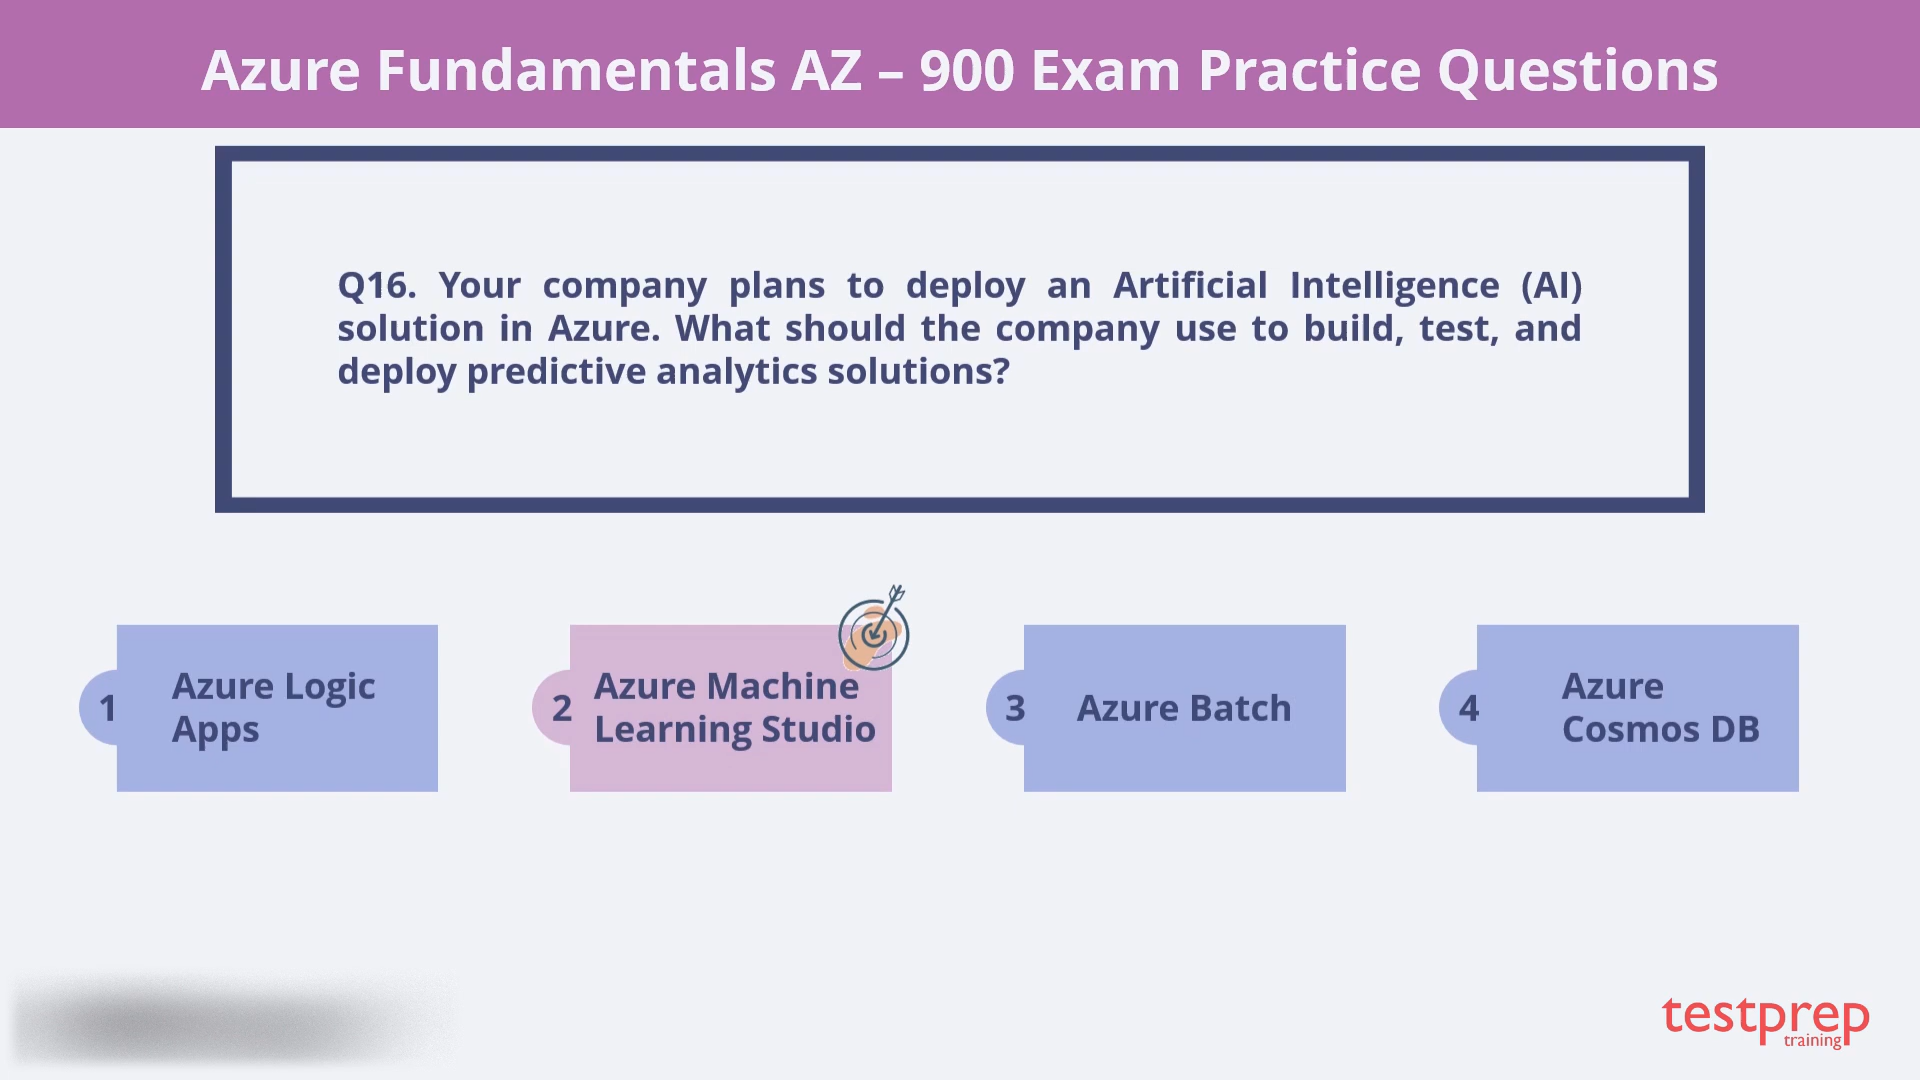 Azure Fundamentals AZ – 900 Exam Practice Questions
Q16. Your company plans to deploy an Artificial Intelligence (AI)
solution in Azure. What should the company use to build, test, and
deploy predictive analytics solutions?
1
Azure Logic
Apps
2
Azure Machine
Learning Studio
3
Azure Batch
4
Azure
Cosmos DB
testprep
training